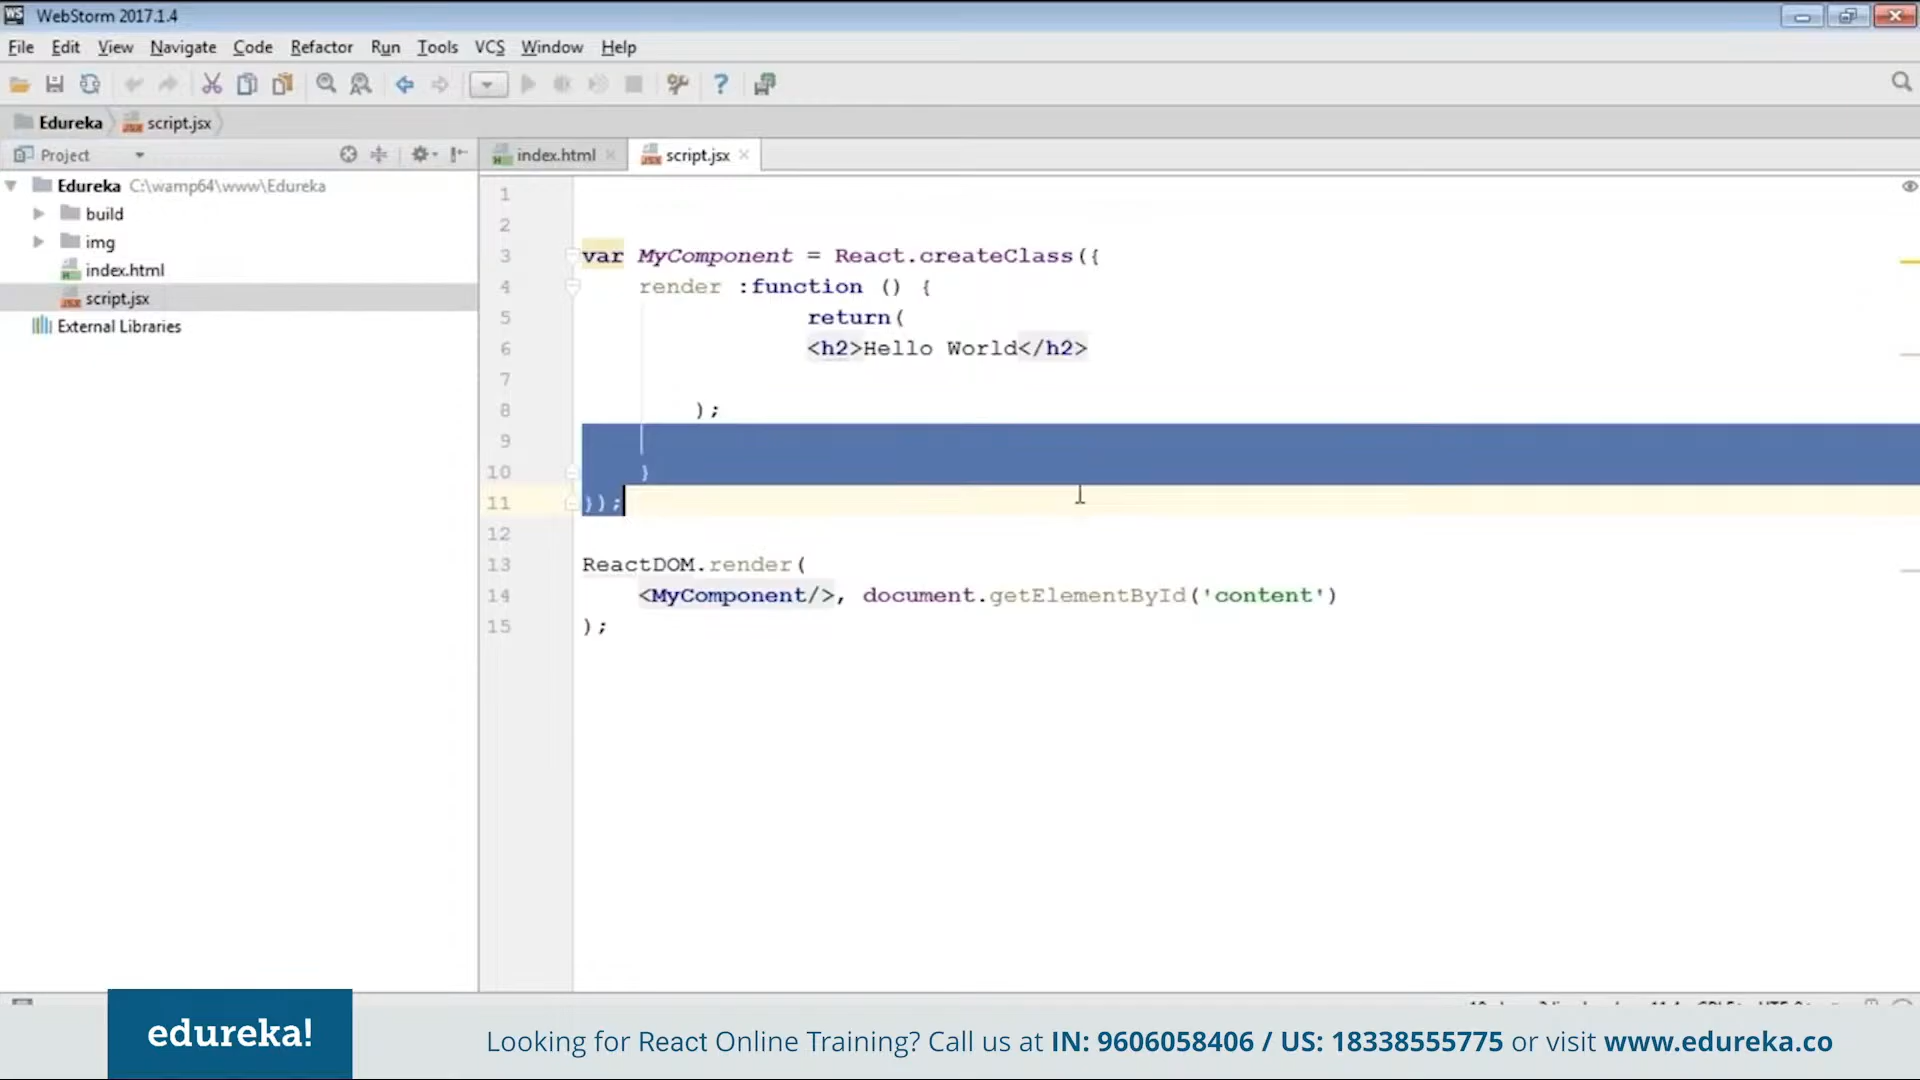 WS WebStorm 2017.1.4
File Edit View Navigate Code Refactor Run Tools VCS Window Help
Edureka script.jsx
Project
index.html script.jsx
Edureka C:\wamp64\www\Edureka
build
img
index.html
script.jsx
External Libraries
1
2
3 var MyComponent = React.createClass({
4 render :function () {
5 return(
6 <h2>Hello World</h2>
7
8 );
9
10 }
11 });
12
13 ReactDOM.render(
14 <MyComponent/>, document.getElementById('content')
15 );
edureka!
Looking for React Online Training? Call us at IN: 9606058406 / US: 18338555775 or visit www.edureka.co